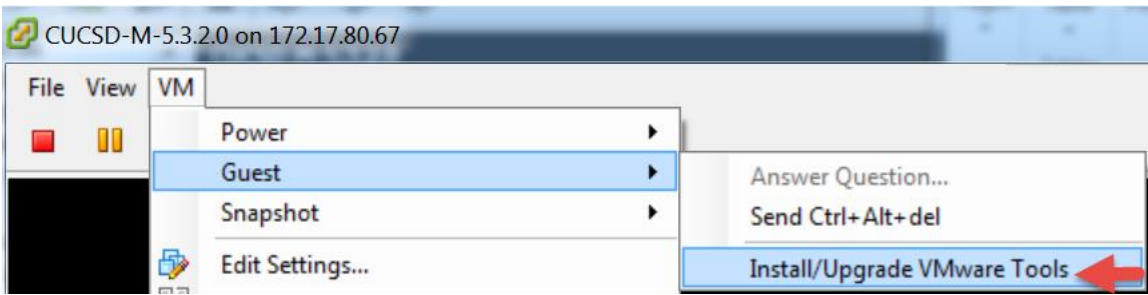 CUCSD-M-5.3.2.0 on 172.17.80.67
File View VM
Power
Guest
Snapshot
Edit Settings...
Answer Question...
Send Ctrl+Alt+del
Install/Upgrade VMware Tools